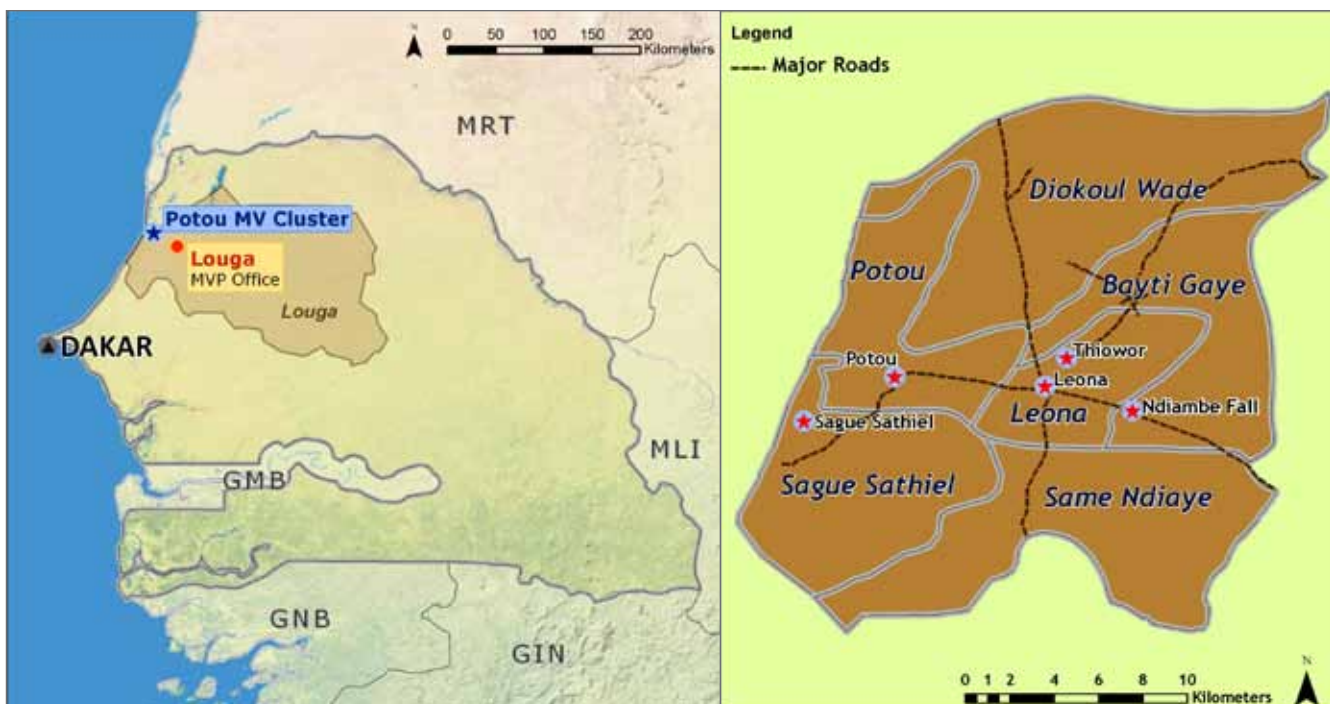 N
0 50 100 150 200
Kilometers
MRT
Potou MV Cluster
Louga
MVP Office
Louga
DAKAR
GMB
MLI
GNB
GIN
Legend
Major Roads
Diokoul Wade
Potou
Bayti Gaye
Thiowor
Potou
Leona
Leona
Ndiambe Fall
Sague Sathiel
Sague Sathiel
Same Ndiaye
N
0 1 2 4 6 8 10
Kilometers